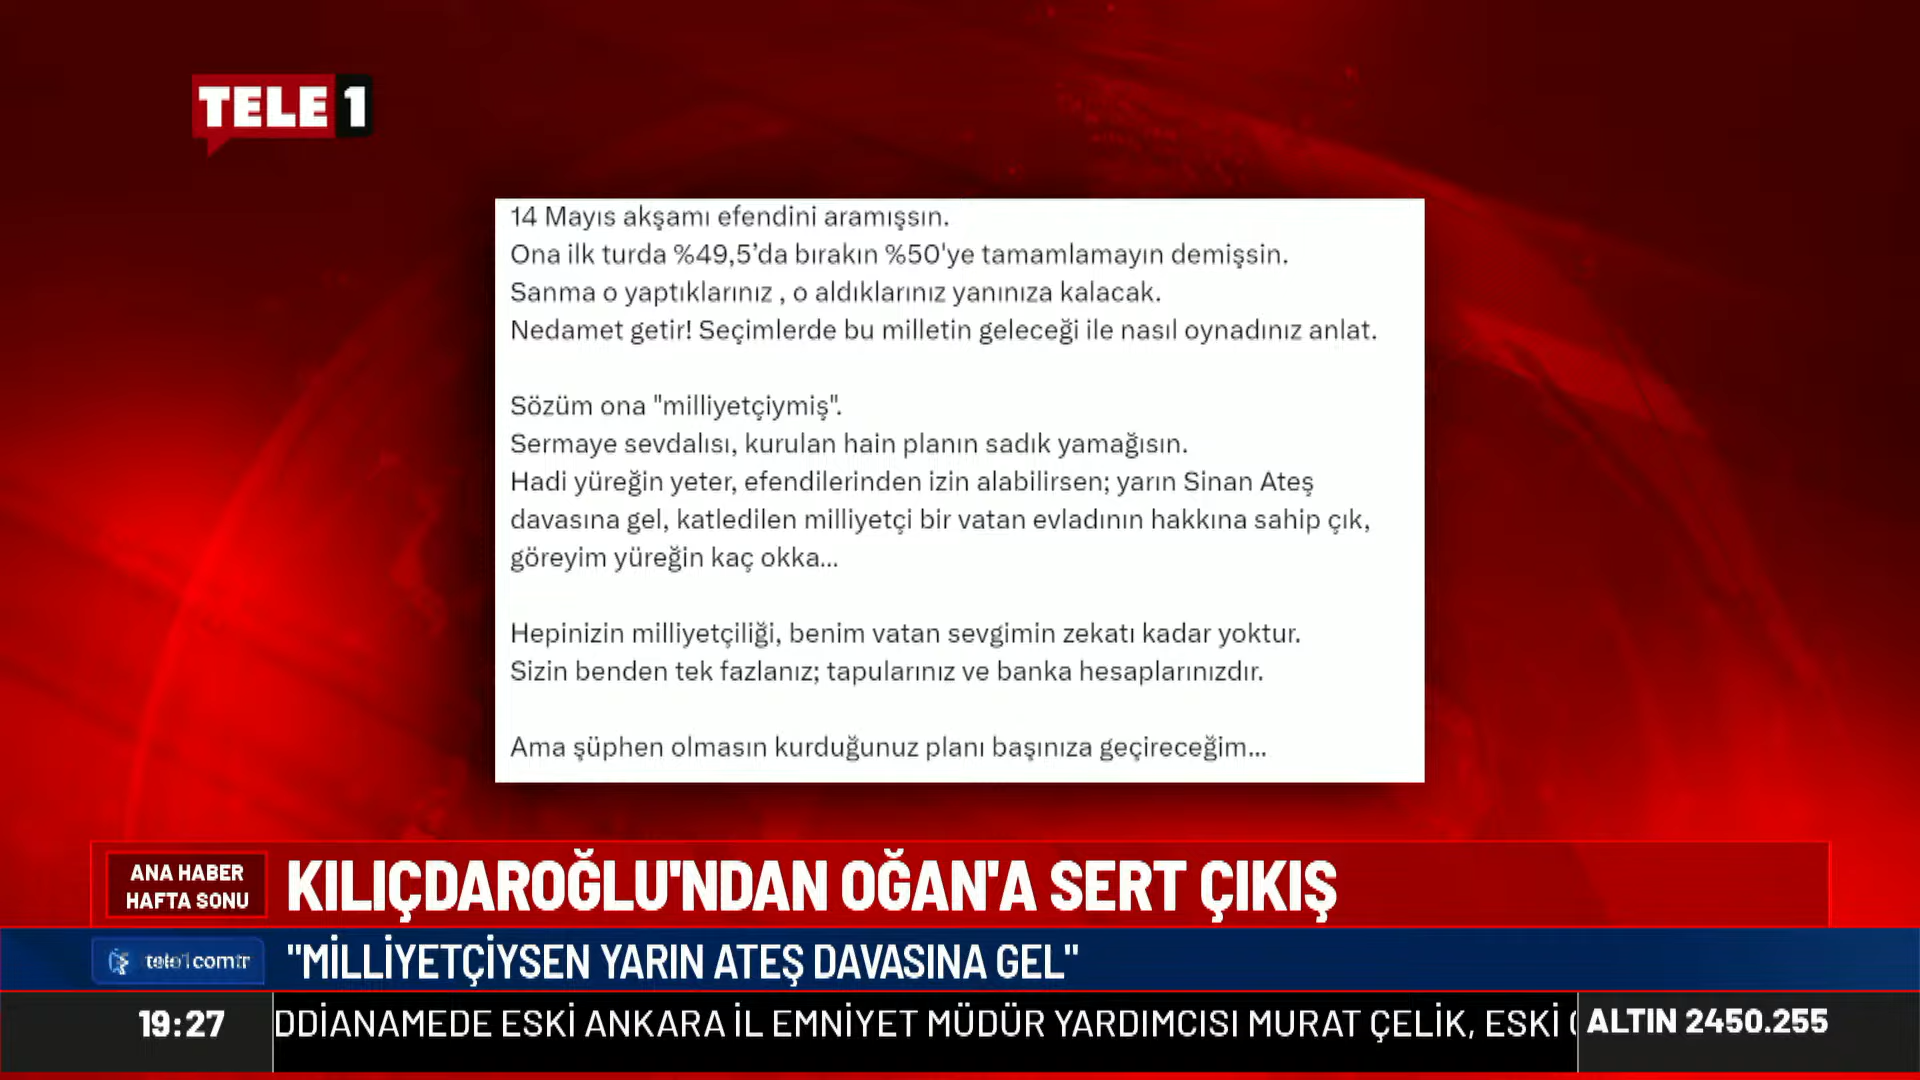 TELE 1
14 Mayıs akşamı efendini aramışsın.
Ona ilk turda %49,5’da bırakın %50'ye tamamlamayın demişsin.
Sanma o yaptıklarınız , o aldıklarınız yanınıza kalacak.
Nedamet getir! Seçimlerde bu milletin geleceği ile nasıl oynadınız anlat.
Sözüm ona "milliyetçiymiş".
Sermaye sevdalısı, kurulan hain planın sadık yamağısın.
Hadi yüreğin yeter, efendilerinden izin alabilirsen; yarın Sinan Ateş
davasına gel, katledilen milliyetçi bir vatan evladının hakkına sahip çık,
göreyim yüreğin kaç okka...
Hepinizin milliyetçiliği, benim vatan sevgimin zekatı kadar yoktur.
Sizin benden tek fazlanız; tapularınız ve banka hesaplarınızdır.
Ama şüphen olmasın kurduğunuz planı başınıza geçireceğim...
ANA HABER
HAFTA SONU
KILIÇDAROĞLU'NDAN OĞAN'A SERT ÇIKIŞ
"MİLLİYETÇİYSEN YARIN ATEŞ DAVASINA GEL"
19:27
DDİANAMEDE ESKİ ANKARA İL EMNİYET MÜDÜR YARDIMCISI MURAT ÇELİK, ESKİ
ALTIN 2450.255